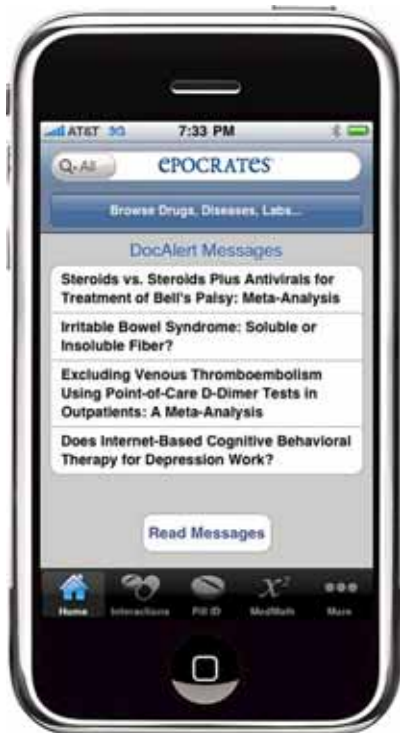 AT&T 3G 7:33 PM
All EPOCRATES
Browse Drugs, Diseases, Labs...
DocAlert Messages
Steroids vs. Steroids Plus Antivirals for
Treatment of Bell's Palsy: Meta-Analysis
Irritable Bowel Syndrome: Soluble or
Insoluble Fiber?
Excluding Venous Thromboembolism
Using Point-of-Care D-Dimer Tests in
Outpatients: A Meta-Analysis
Does Internet-Based Cognitive Behavioral
Therapy for Depression Work?
Read Messages
x²
Home Interactions Pill ID MedMath More